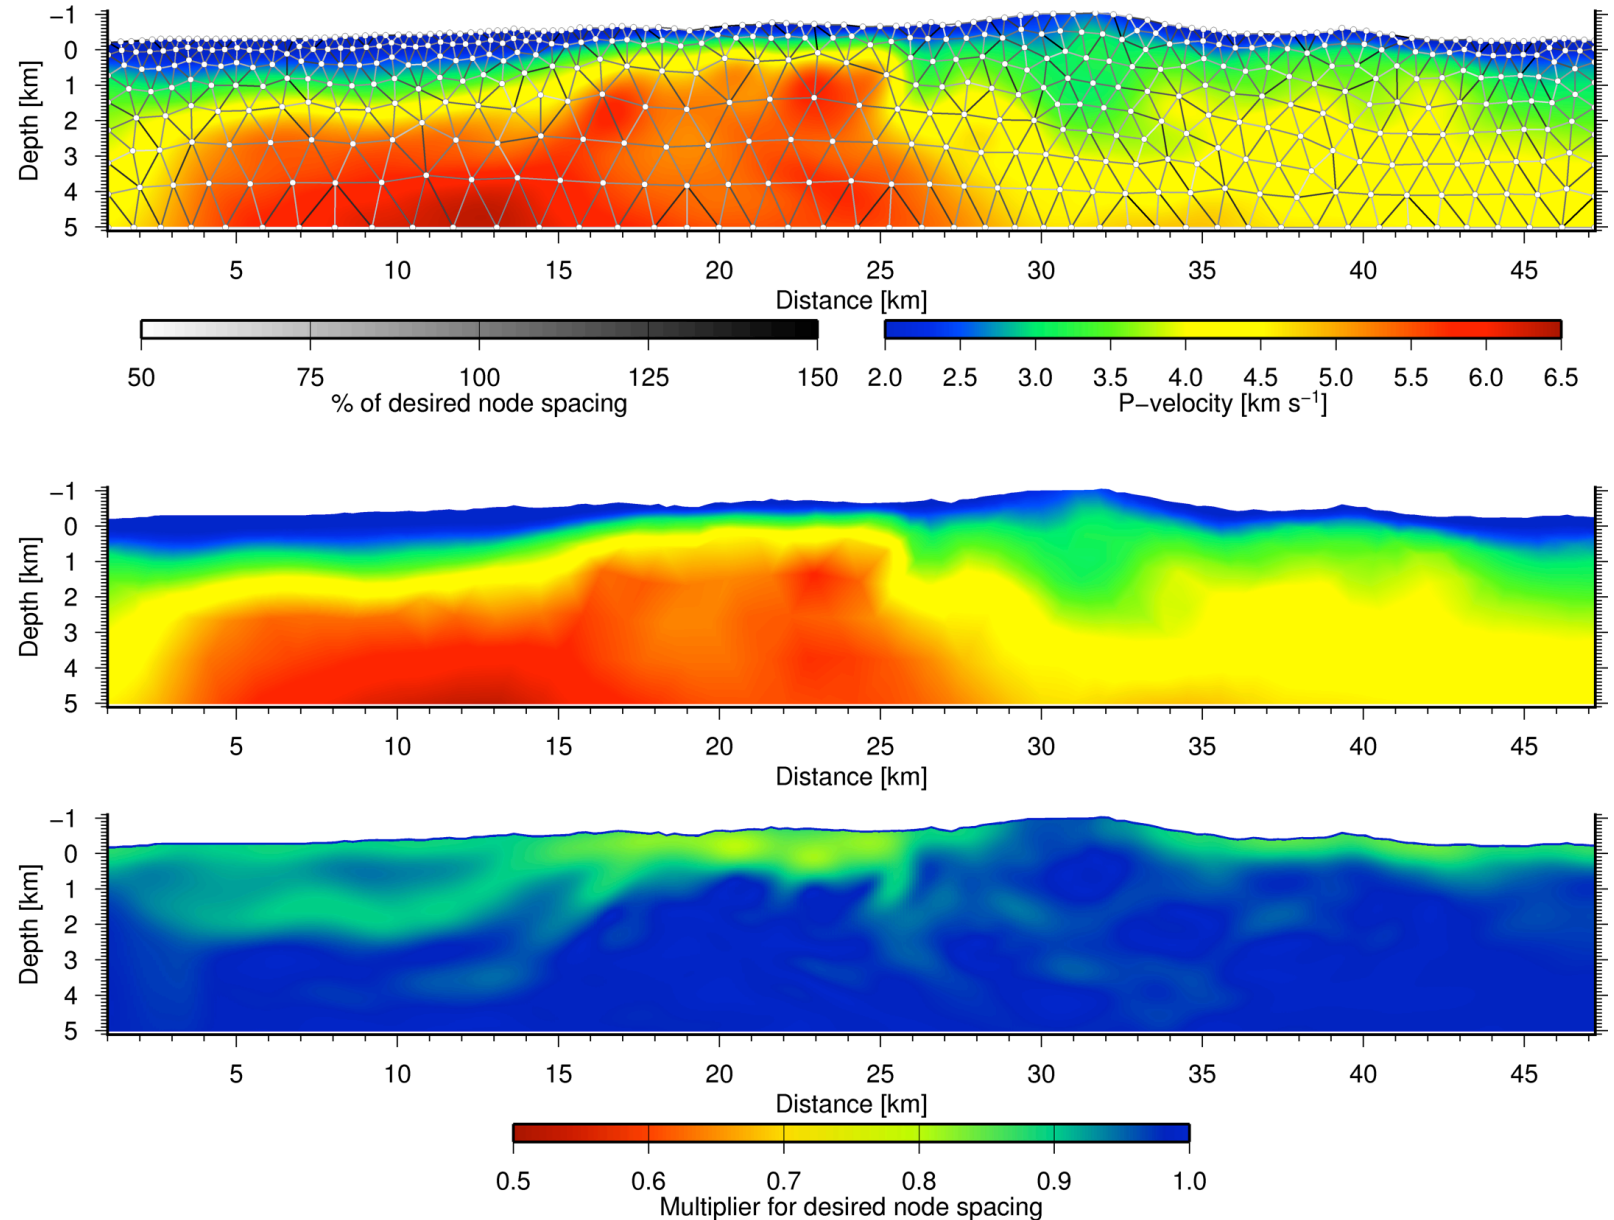 −1
0
1
2
3
4
5
Depth [km]
5 10 15 20 25 30 35 40 45
Distance [km]
50 75 100 125 150
% of desired node spacing
2.0 2.5 3.0 3.5 4.0 4.5 5.0 5.5 6.0 6.5
P−velocity [km s⁻¹]
−1
0
1
2
3
4
5
Depth [km]
5 10 15 20 25 30 35 40 45
Distance [km]
−1
0
1
2
3
4
5
Depth [km]
5 10 15 20 25 30 35 40 45
Distance [km]
0.5 0.6 0.7 0.8 0.9 1.0
Multiplier for desired node spacing